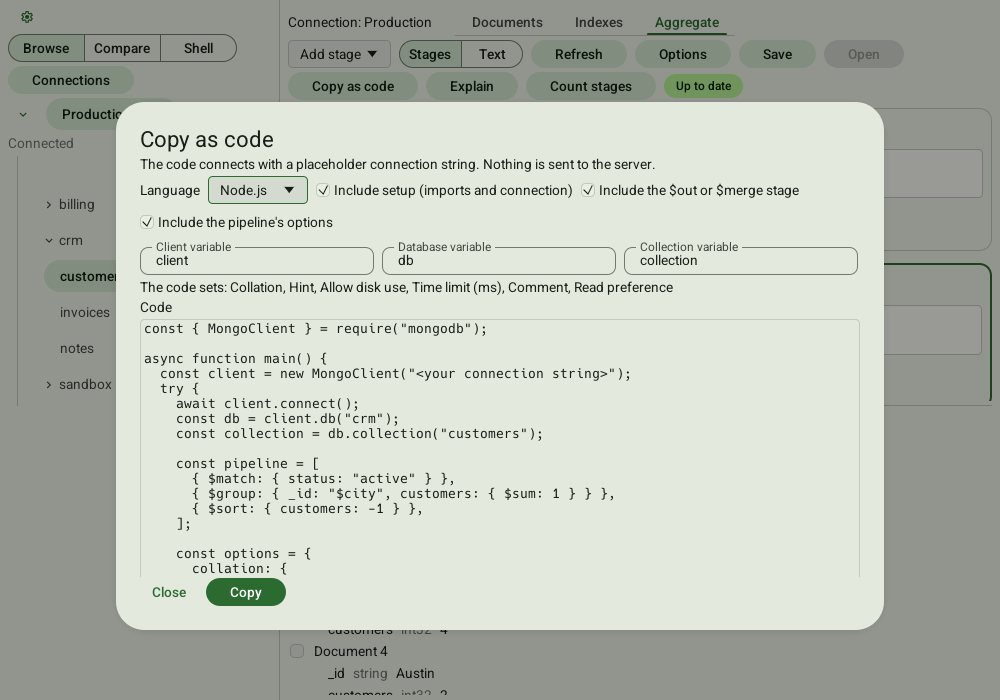 Browse Compare Shell
Connections
Connected
billing
crm
invoices
notes
sandbox
Connection: Production Documents Indexes Aggregate
Add stage Stages Text Refresh Options Save Open
Copy as code Explain Count stages Up to date
Copy as code
The code connects with a placeholder connection string. Nothing is sent to the server.
Language Node.js Include setup (imports and connection) Include the $out or $merge stage
Include the pipeline's options
Client variable Database variable Collection variable
client db collection
The code sets: Collation, Hint, Allow disk use, Time limit (ms), Comment, Read preference
Code
const { MongoClient } = require("mongodb");
async function main() {
const client = new MongoClient("<your connection string>");
try {
await client.connect();
const db = client.db("crm");
const collection = db.collection("customers");
const pipeline = [
{ $match: { status: "active" } },
{ $group: { _id: "$city", customers: { $sum: 1 } } },
{ $sort: { customers: -1 } },
];
const options = {
collation: {
Close Copy
customers int32 4
Document 4
_id string Austin
customers int32 2